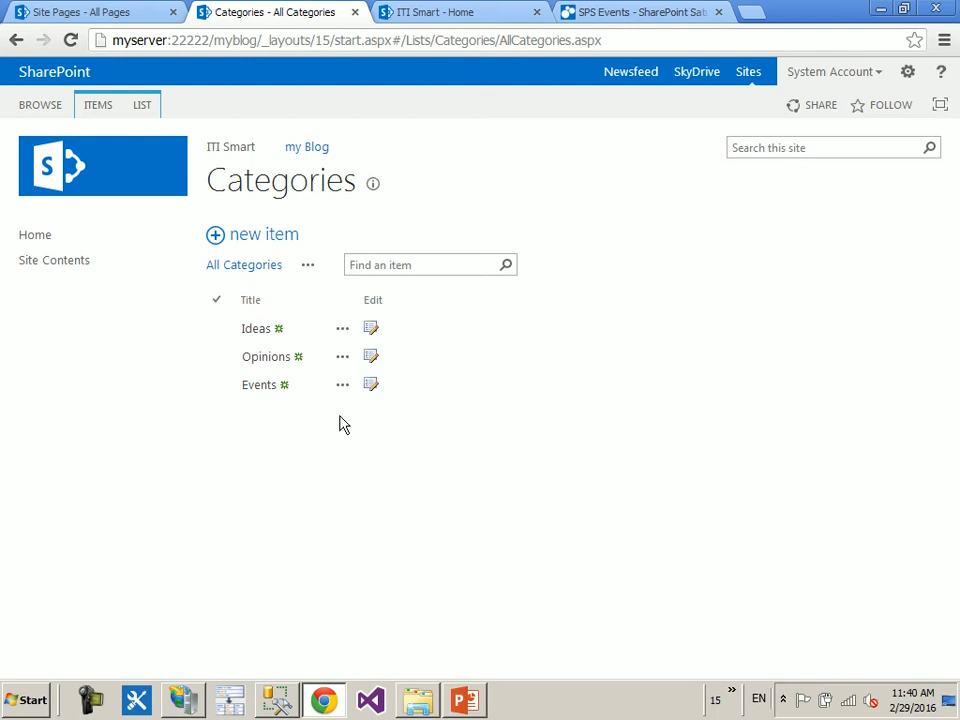 Site Pages - All Pages
Categories - All Categories
ITI Smart - Home
SPS Events - SharePoint Satu
myserver:22222/myblog/_layouts/15/start.aspx#/Lists/Categories/AllCategories.aspx
SharePoint
Newsfeed
SkyDrive
Sites
System Account
?
BROWSE
ITEMS
LIST
SHARE
FOLLOW
S
ITI Smart
my Blog
Search this site
Categories
Home
Site Contents
new item
All Categories
Find an item
Title
Edit
Ideas
Opinions
Events
Start
15
EN
11:40 AM
2/29/2016